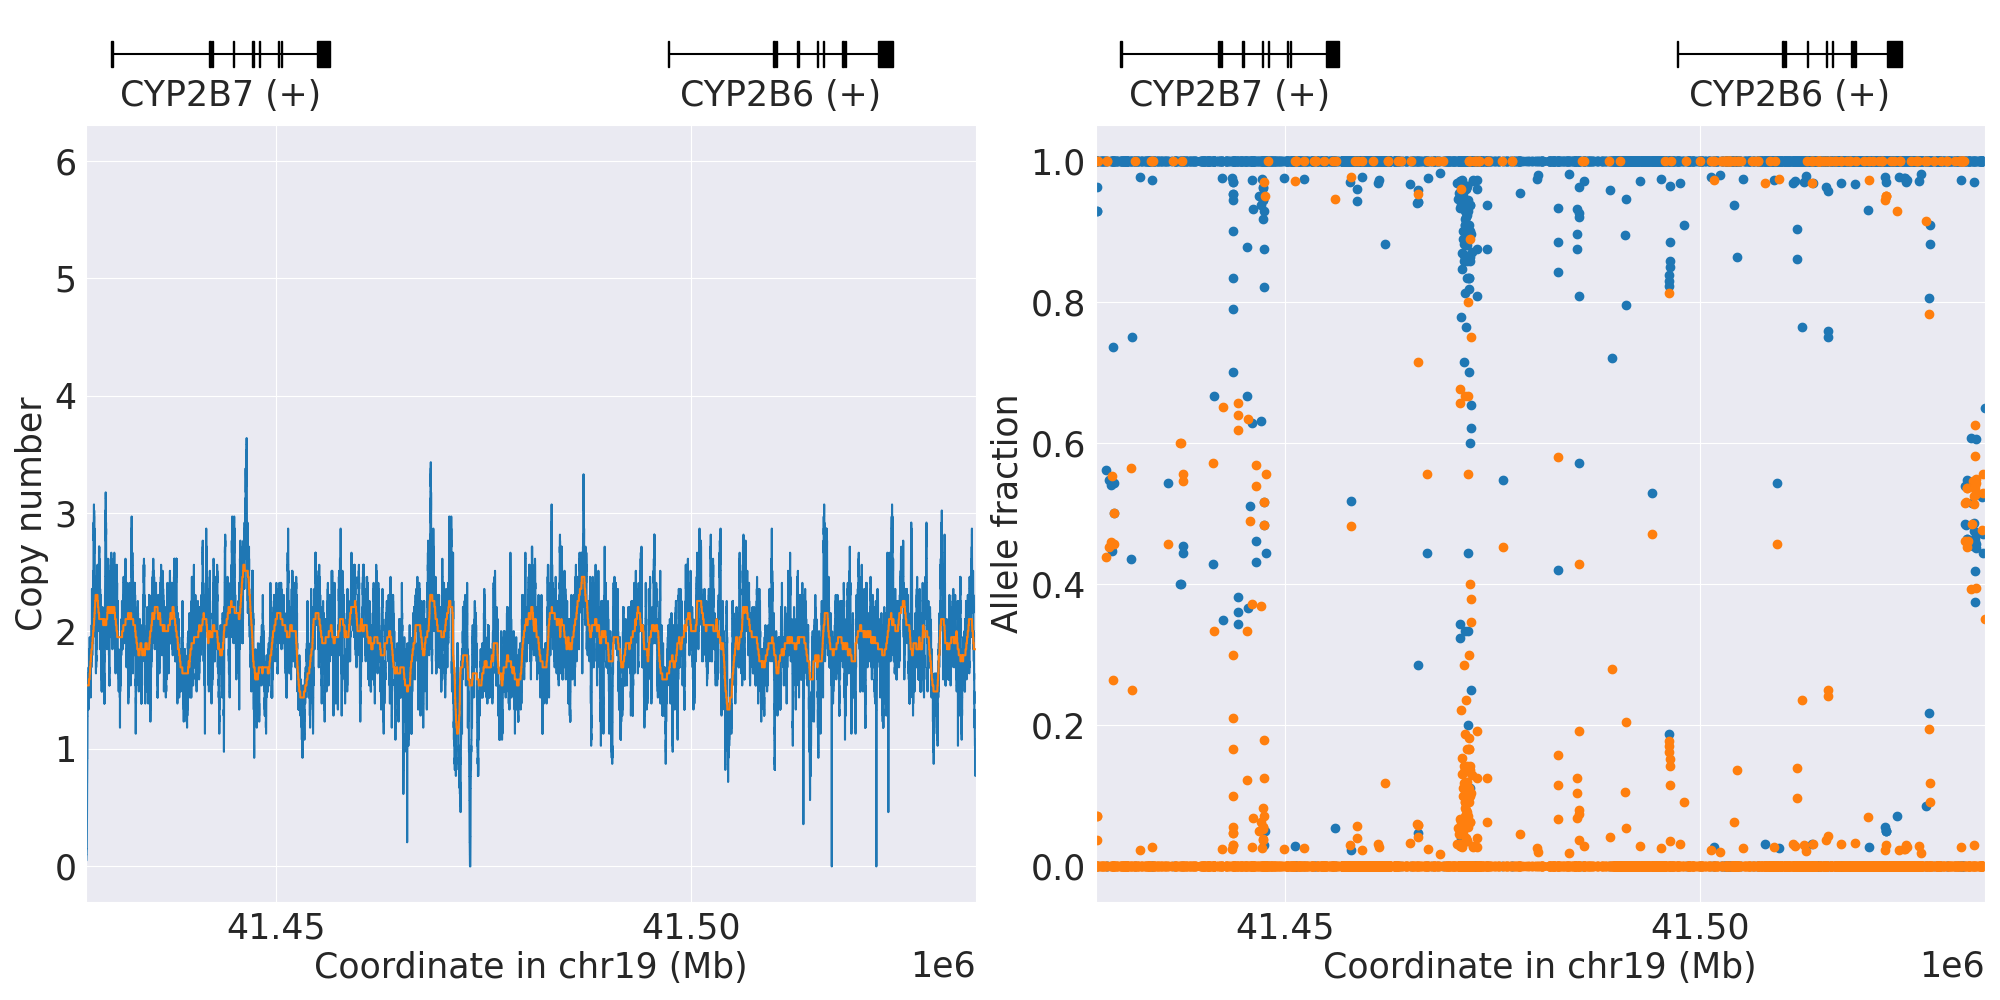 CYP2B7 (+)
CYP2B6 (+)
CYP2B7 (+)
CYP2B6 (+)
6
5
4
3
2
1
0
Copy number
41.45
41.50
Coordinate in chr19 (Mb)
1e6
1.0
0.8
0.6
0.4
0.2
0.0
Allele fraction
41.45
41.50
Coordinate in chr19 (Mb)
1e6